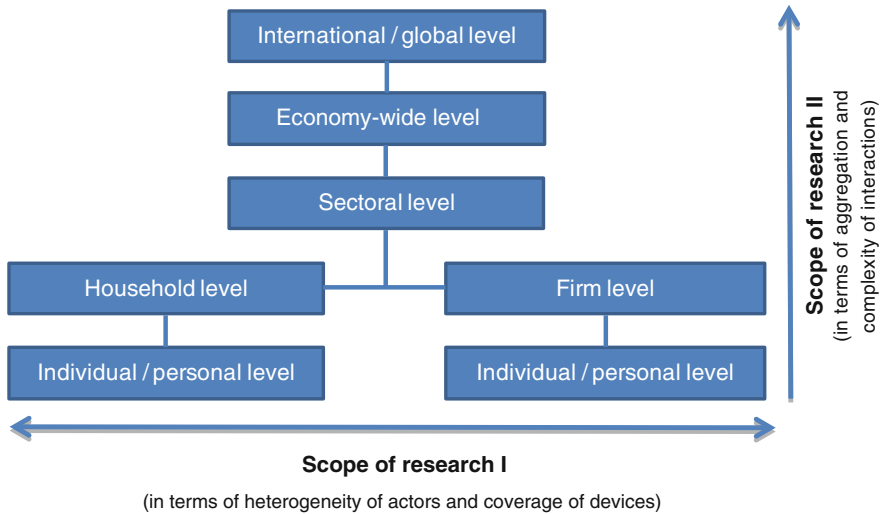 International / global level
Economy-wide level
Sectoral level
Household level
Firm level
Individual / personal level
Individual / personal level
Scope of research I
(in terms of heterogeneity of actors and coverage of devices)
Scope of research II
(in terms of aggregation and
complexity of interactions)